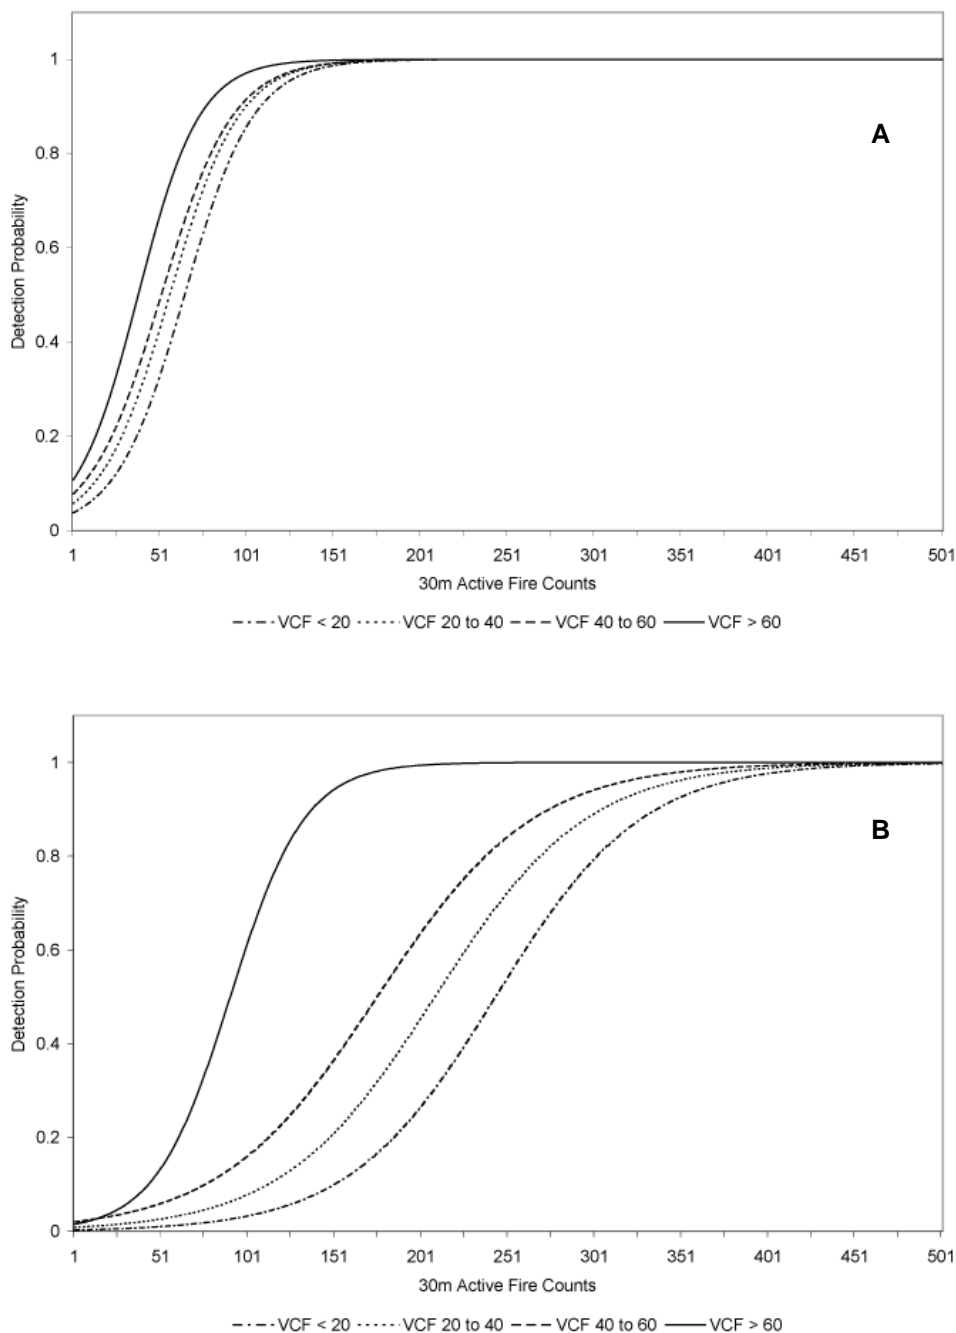 1
0.8
0.6
0.4
0.2
0
Detection Probability
A
1 51 101 151 201 251 301 351 401 451 501
30m Active Fire Counts
VCF < 20 VCF 20 to 40 VCF 40 to 60 VCF > 60
1
0.8
0.6
0.4
0.2
0
Detection Probability
B
1 51 101 151 201 251 301 351 401 451 501
30m Active Fire Counts
VCF < 20 VCF 20 to 40 VCF 40 to 60 VCF > 60